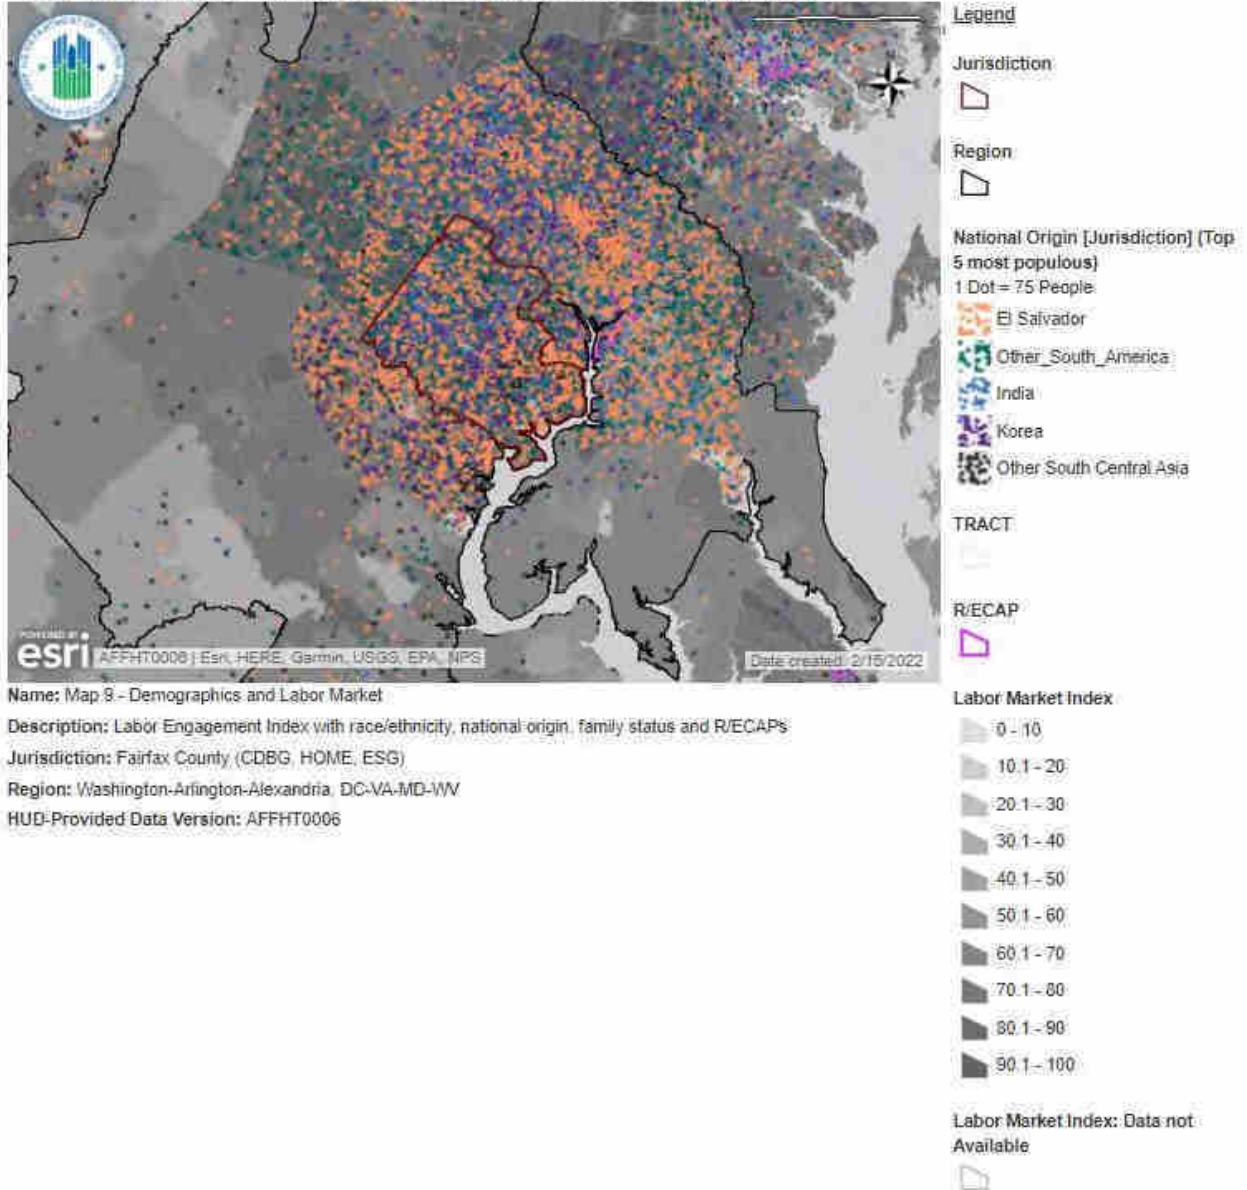 Legend
Jurisdiction
Region
National Origin [Jurisdiction] (Top
5 most populous)
1 Dot = 75 People
El Salvador
Other_South_America
India
Korea
Other South Central Asia
TRACT
R/ECAP
Labor Market Index
0 - 10
10.1 - 20
20.1 - 30
30.1 - 40
40.1 - 50
50.1 - 60
60.1 - 70
70.1 - 80
80.1 - 90
90.1 - 100
Labor Market Index: Data not
Available
POWERED BY
esri
AFFHT0006 | Esri, HERE, Garmin, USGS, EPA, NPS
Date created: 2/15/2022
Name: Map 9 - Demographics and Labor Market
Description: Labor Engagement Index with race/ethnicity, national origin, family status and R/ECAPs
Jurisdiction: Fairfax County (CDBG, HOME, ESG)
Region: Washington-Arlington-Alexandria, DC-VA-MD-WV
HUD-Provided Data Version: AFFHT0006